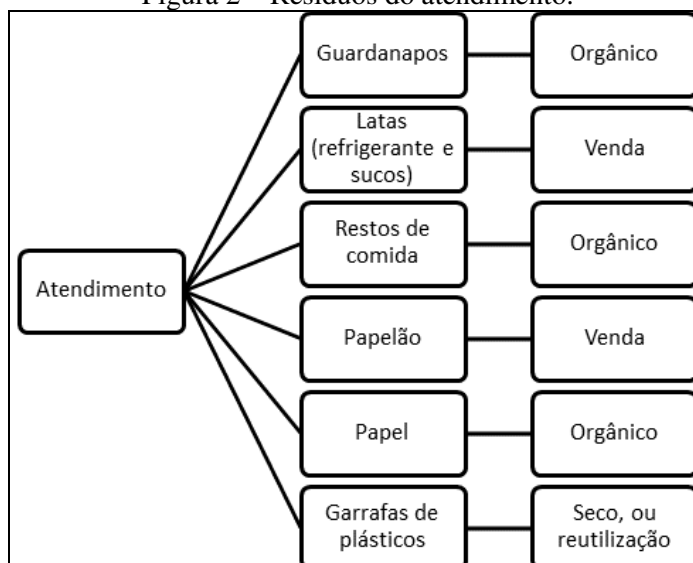 Figura 2 – Resíduos do atendimento.
Guardanapos
Orgânico
Latas
(refrigerante e
sucos)
Venda
Restos de
comida
Orgânico
Atendimento
Papelão
Venda
Papel
Orgânico
Garrafas de
plásticos
Seco, ou
reutilização